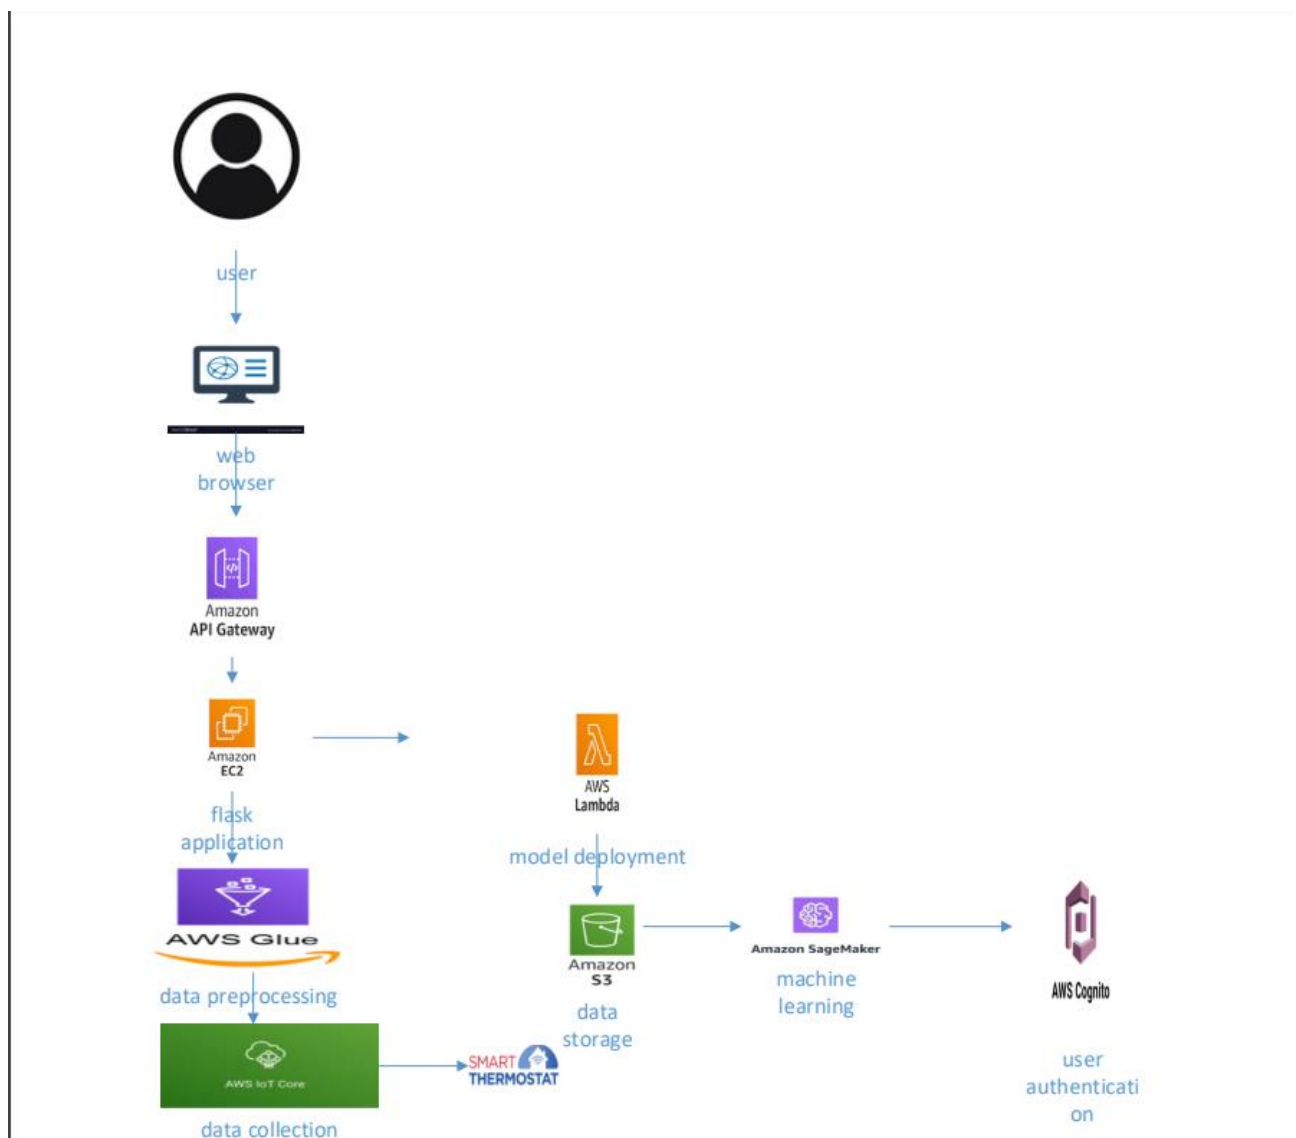 user
web
browser
Amazon
API Gateway
Amazon
EC2
flask
application
AWS
Lambda
model deployment
AWS Glue
data preprocessing
AWS IoT Core
data collection
SMART
THERMOSTAT
Amazon
S3
data
storage
Amazon SageMaker
machine
learning
AWS Cognito
user
authenticati
on